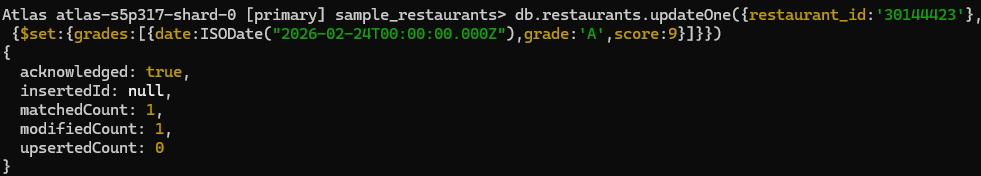 Atlas atlas-s5p317-shard-0 [primary] sample_restaurants> db.restaurants.updateOne({restaurant_id:'30144423'},
 {$set:{grades:[{date:ISODate("2026-02-24T00:00:00.000Z"),grade:'A',score:9}]}})
{
  acknowledged: true,
  insertedId: null,
  matchedCount: 1,
  modifiedCount: 1,
  upsertedCount: 0
}